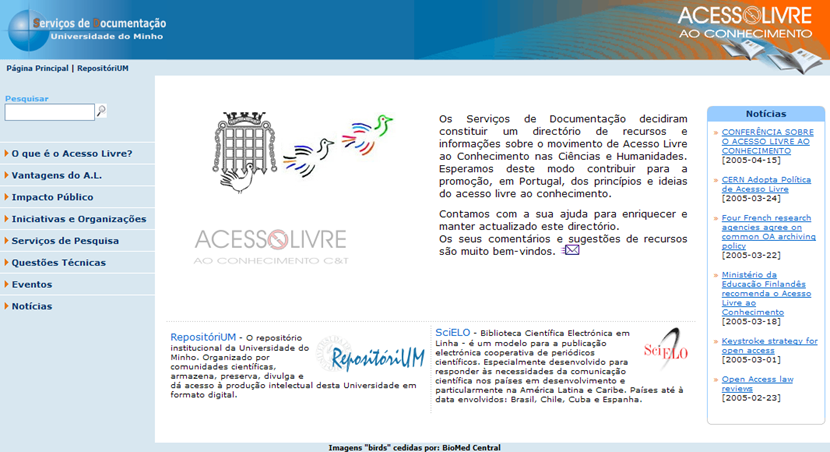 Serviços de Documentação
Universidade do Minho
ACESSO LIVRE
AO CONHECIMENTO
Página Principal | RepositóriUM
Pesquisar
O que é o Acesso Livre?
Vantagens do A.L.
Impacto Público
Iniciativas e Organizações
Serviços de Pesquisa
Questões Técnicas
Eventos
Notícias
ACESSO LIVRE
AO CONHECIMENTO C&T
Os Serviços de Documentação decidiram
constituir um directório de recursos e
informações sobre o movimento de Acesso Livre
ao Conhecimento nas Ciências e Humanidades.
Esperamos deste modo contribuir para a
promoção, em Portugal, dos princípios e ideias
do acesso livre ao conhecimento.
Contamos com a sua ajuda para enriquecer e
manter actualizado este directório.
Os seus comentários e sugestões de recursos
são muito bem-vindos.
RepositóriUM - O repositório
institucional da Universidade do
Minho. Organizado por
comunidades científicas,
armazena, preserva, divulga e
dá acesso à produção intelectual desta Universidade em
formato digital.
RepositóriUM
SciELO - Biblioteca Científica Electrónica em
Linha - é um modelo para a publicação
electrónica cooperativa de periódicos
científicos. Especialmente desenvolvido para
responder às necessidades da comunicação
científica nos países em desenvolvimento e
particularmente na América Latina e Caribe. Países até à
data envolvidos: Brasil, Chile, Cuba e Espanha.
SciELO
Notícias
CONFERÊNCIA SOBRE
O ACESSO LIVRE AO
CONHECIMENTO
[2005-04-15]
CERN Adopta Política
de Acesso Livre
[2005-03-24]
Four French research
agencies agree on
common OA archiving
policy
[2005-03-22]
Ministério da
Educação Finlandês
recomenda o Acesso
Livre ao
Conhecimento
[2005-03-18]
Keystroke strategy for
open access
[2005-03-01]
Open Access law
reviews
[2005-02-23]
Imagens "birds" cedidas por: BioMed Central